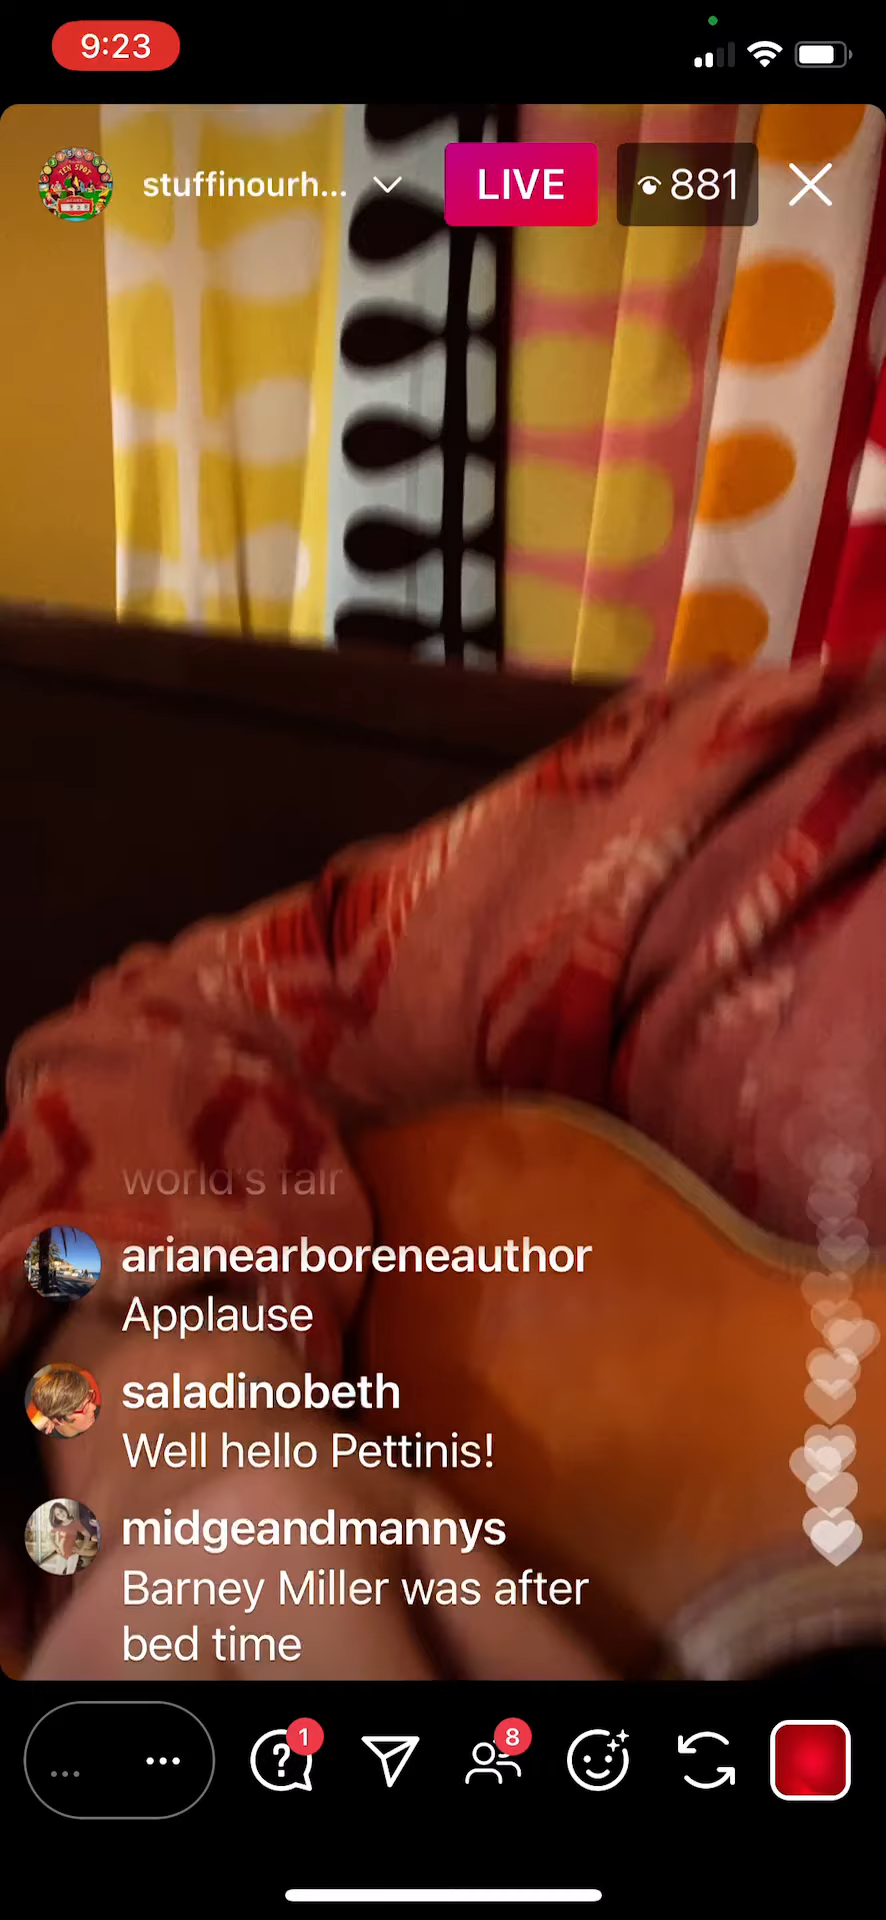 9:23
stuffinourh...
LIVE
881
world's fair
arianearboreneauthor
Applause
saladinobeth
Well hello Pettinis!
midgeandmannys
Barney Miller was after
bed time
... ...
1
8